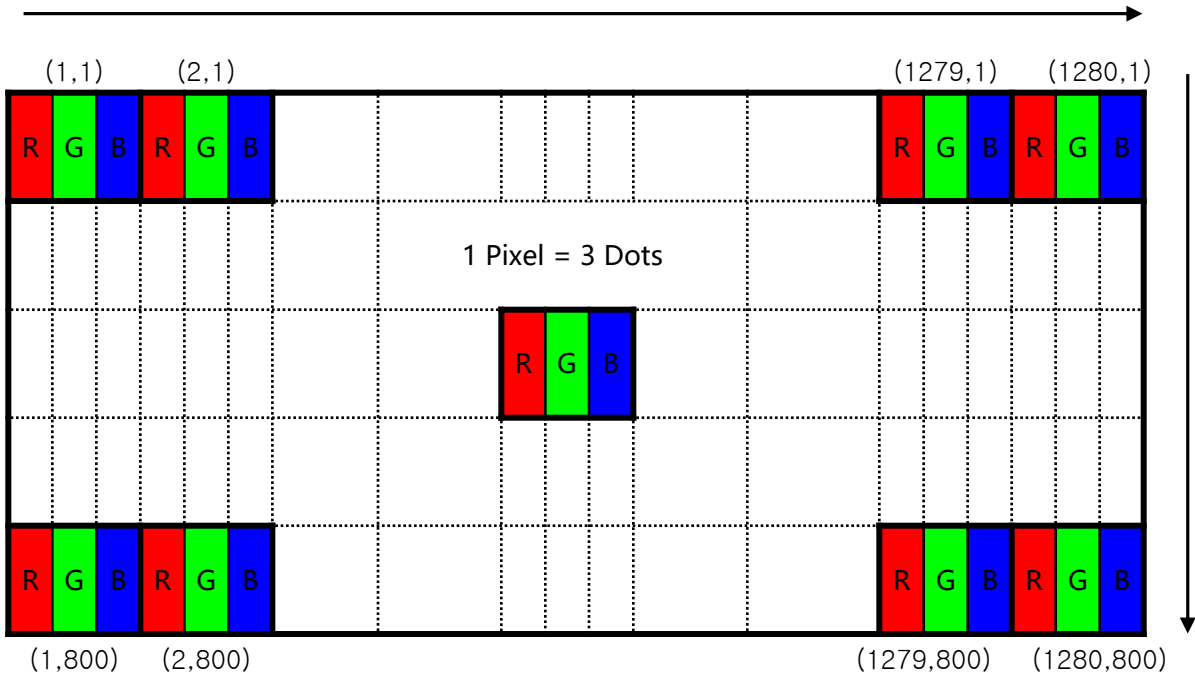 (1,1) (2,1) (1279,1) (1280,1)
R G B R G B R G B R G B
1 Pixel = 3 Dots
R G B
R G B R G B R G B R G B
(1,800) (2,800) (1279,800) (1280,800)